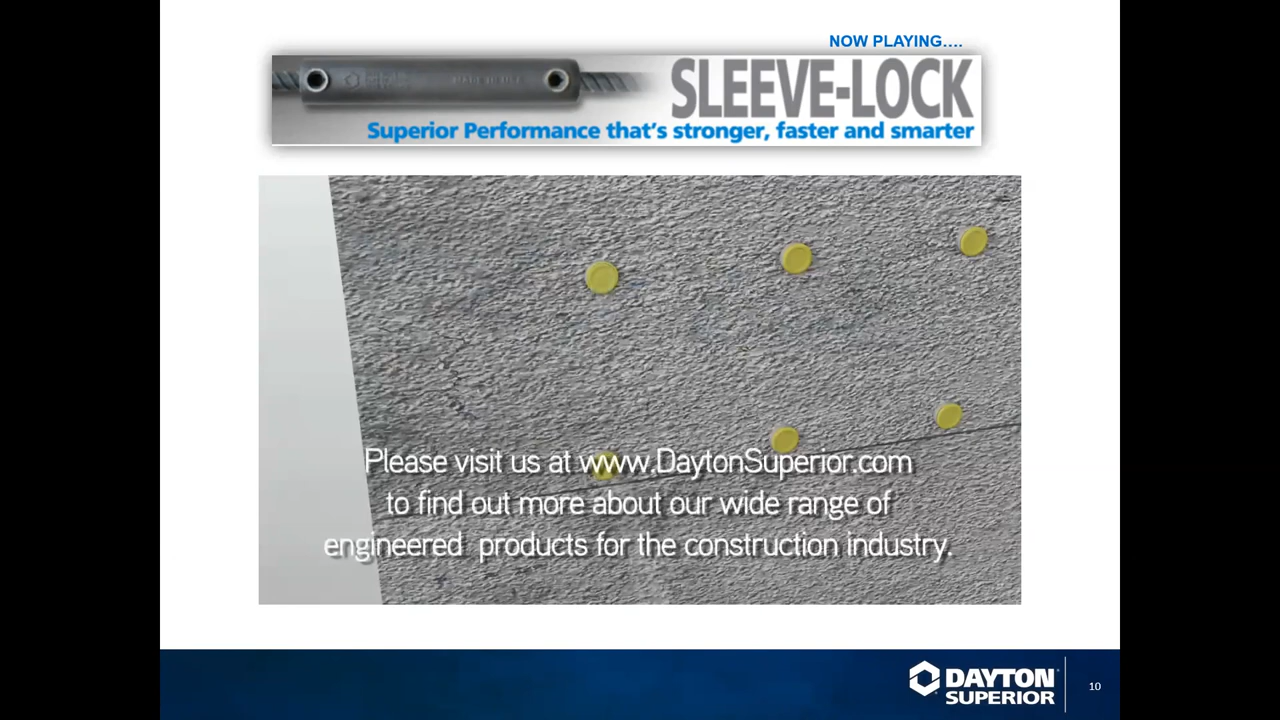 NOW PLAYING....
SLEEVE-LOCK
Superior Performance that's stronger, faster and smarter
Please visit us at www.DaytonSuperior.com
to find out more about our wide range of
engineered products for the construction industry.
DAYTON
SUPERIOR
10